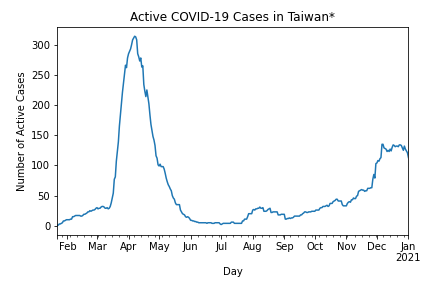 Active COVID-19 Cases in Taiwan*
Number of Active Cases
300
250
200
150
100
50
0
Feb Mar Apr May Jun Jul Aug Sep Oct Nov Dec Jan
2021
Day